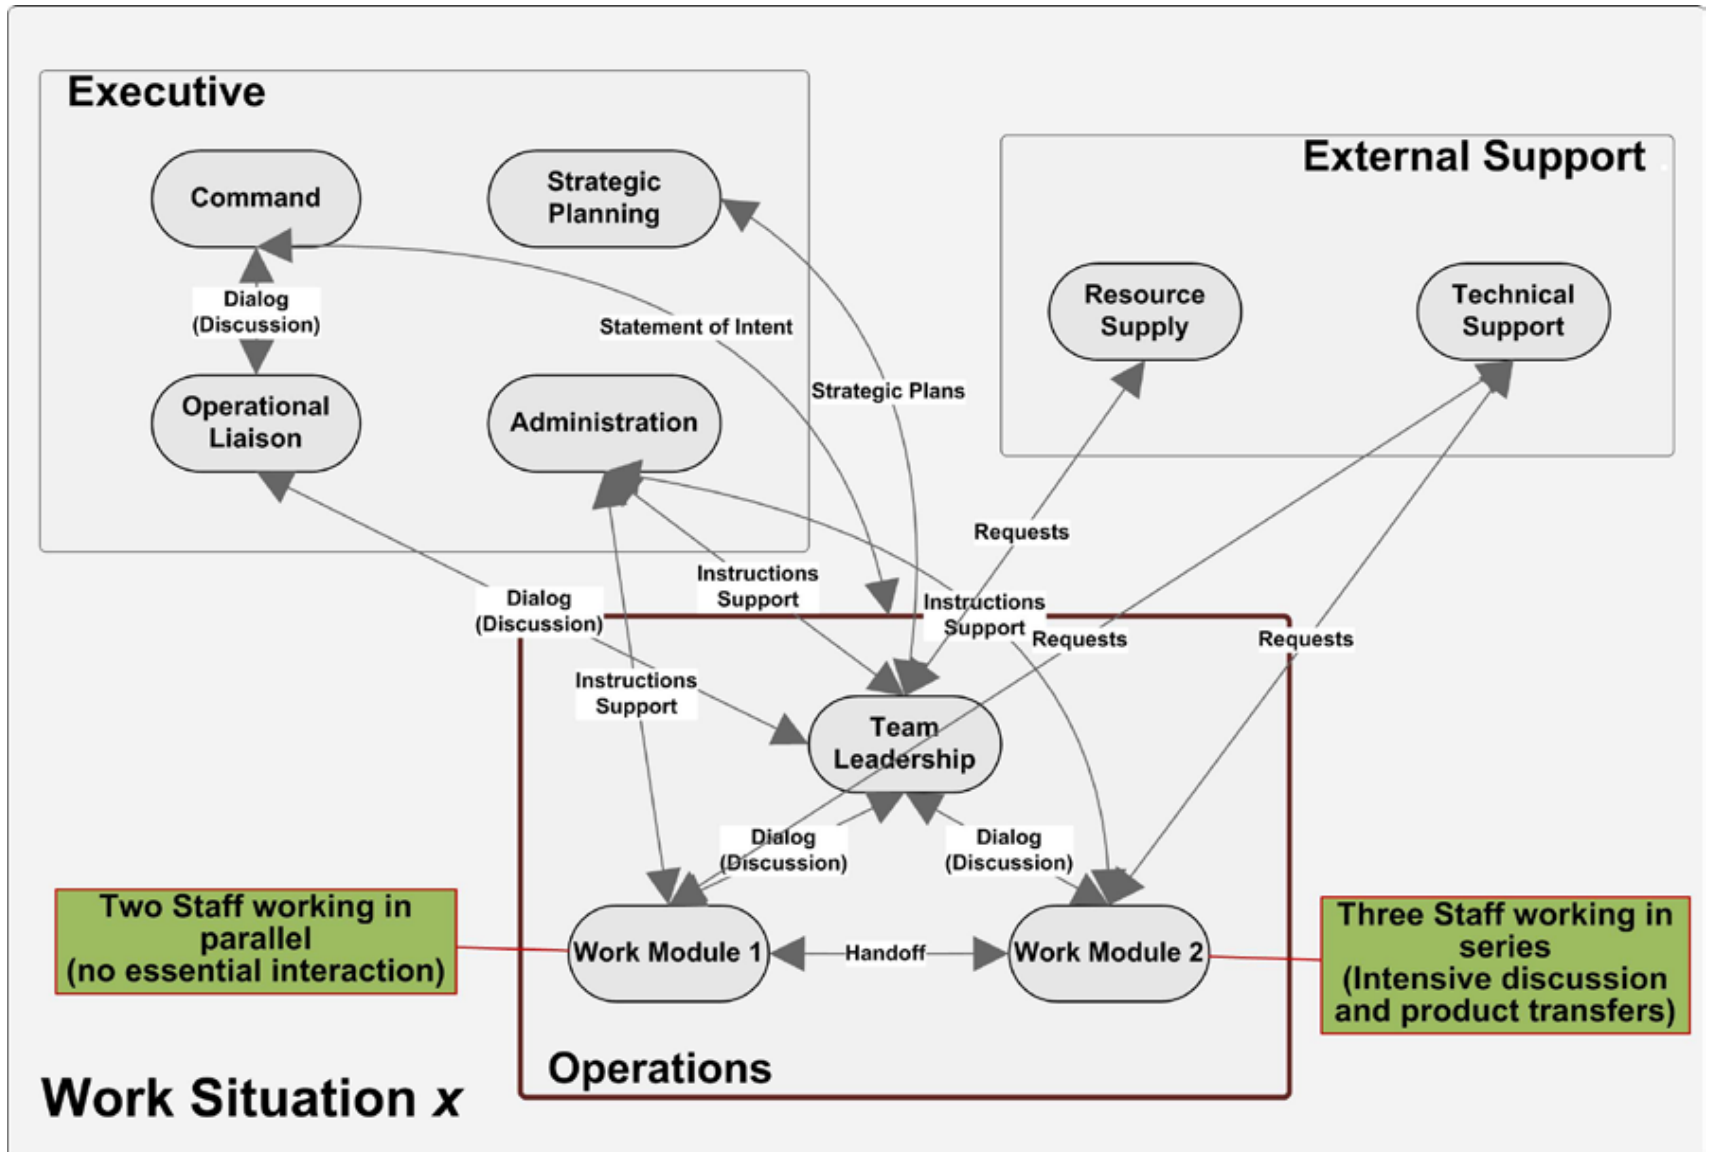 Executive
Command
Strategic
Planning
Dialog
(Discussion)
Statement of Intent
Operational
Liaison
Administration
Strategic Plans
External Support
Resource
Supply
Technical
Support
Requests
Instructions
Support
Dialog
(Discussion)
Instructions
Support
Requests
Requests
Instructions
Support
Team
Leadership
Dialog
(Discussion)
Dialog
(Discussion)
Two Staff working in
parallel
(no essential interaction)
Work Module 1
Handoff
Work Module 2
Three Staff working in
series
(Intensive discussion
and product transfers)
Operations
Work Situation x